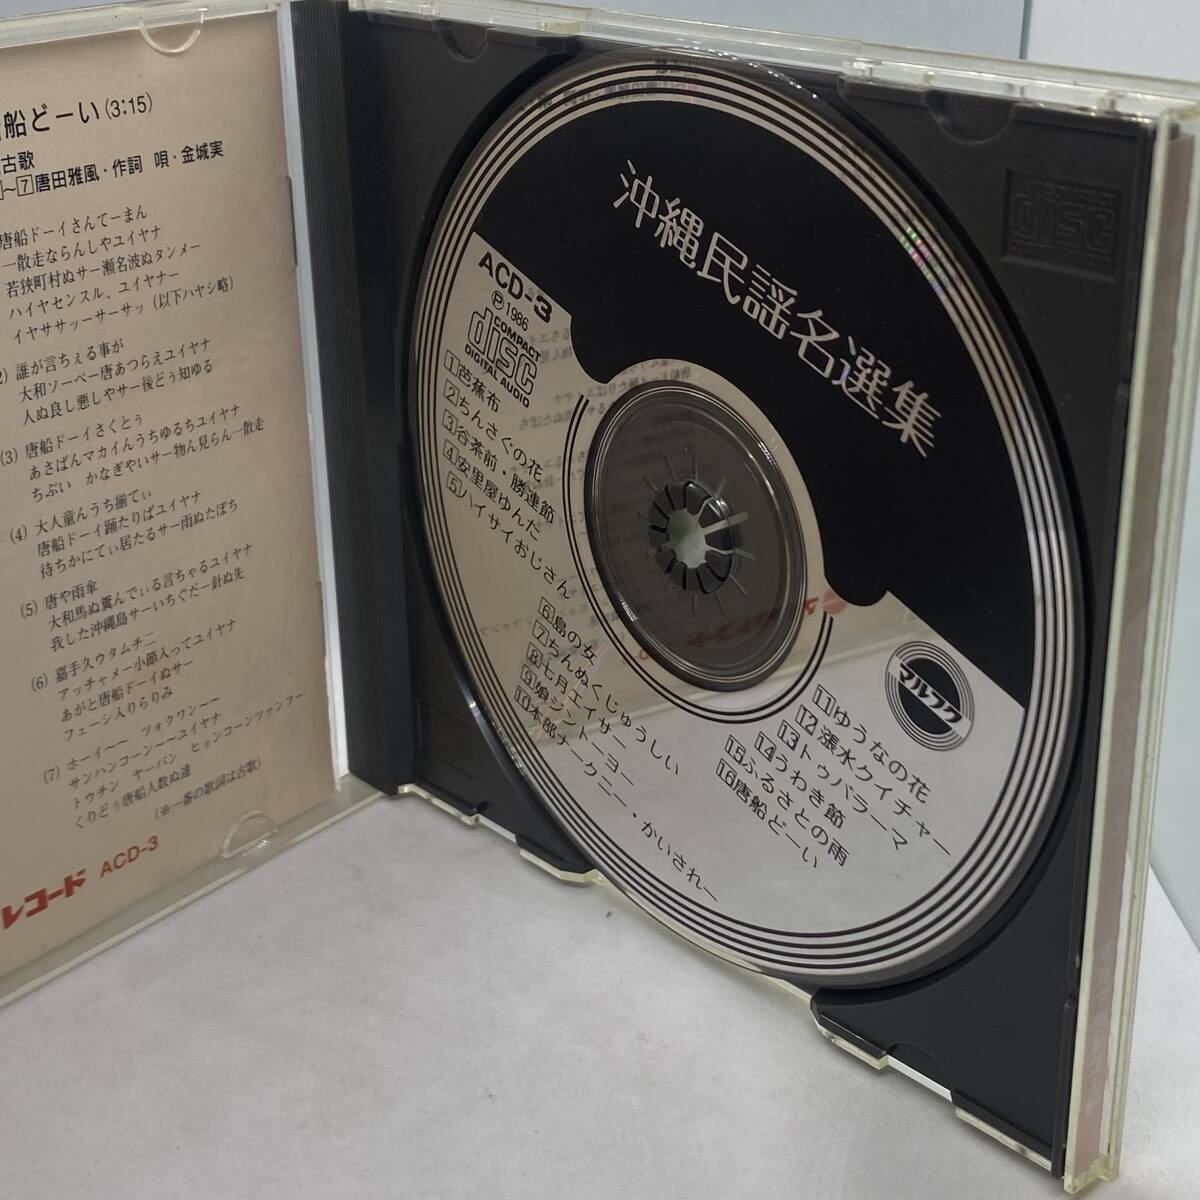 船どーい(3:15)
古歌
～7唐田雅風・作詞 唄・金城実
唐船ドーイさんてーまん
一散走ならんしやユイヤナ
若狭町村ぬサー瀬名波ぬタンメー
ハイヤセンスル、ユイヤナー
イヤササッーサーサッ(以下ハヤシ略)
誰が言ちぇる事が
大和ソーベー唐あつらえユイヤナ
人ぬ良し悪しやサー後どぅ知ゆる
(3) 唐船ドーイさくとぅ
あさばんマカイんうちゆるちユイヤナ
ちぶい かなぎやいサー物ん見らん一散走
(4) 大人童んうち揃てぃ
唐船ドーイ踊たりばユイヤナ
待ちかにてぃ居たるサー雨ぬたぼち
(5) 唐や雨傘
大和馬ぬ糞んでぃる言ちゃるユイヤナ
我した沖縄島サーいちぐだー針ぬ先
(6) 嘉手久ウタムチ二
アッチャメー小節入ってユイヤナ
あがと唐船ドーイぬサー
フェーシ入りらりみ
(7) ホーイ～～ フォクワン～～
サンハンコーン～～ユイヤナ
トウチン ヤーパン ヒョンコーンツァンフー
くりどぅ唐船人数ぬ達
(※一番の歌詞は古歌)
レコード ACD-3
沖縄民謡名選集
ACD-3
Ⓟ1986
COMPACT
disc
DIGITAL AUDIO
1芭蕉布
2ちんさぐの花
3谷茶前・勝連節
4安里屋ゆんた
5ハイサイおじさん
6島の女
7ちんぬくじゅうしい
8七月エイサー
9娘ジントーヨー
10本部ナークニー・かいされー
11ゆうなの花
12漲水クイチャー
13トゥバラーマ
14うわき節
15ふるさとの雨
16唐船どーい
マルフク
disc